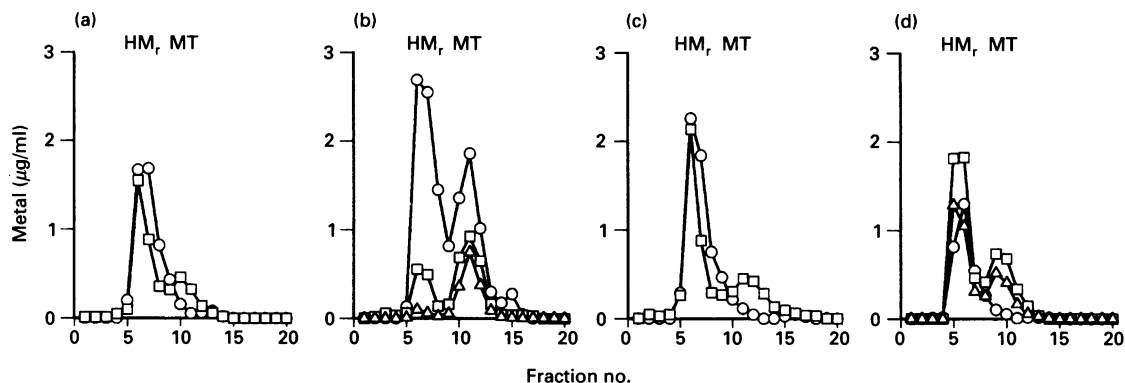 (a) (b) (c) (d)
HMr MT HMr MT HMr MT HMr MT
3 3 3 3
2 2 2 2
1 1 1 1
0 0 0 0
0 5 10 15 20 0 5 10 15 20 0 5 10 15 20 0 5 10 15 20
Metal (μg/ml)
Fraction no.